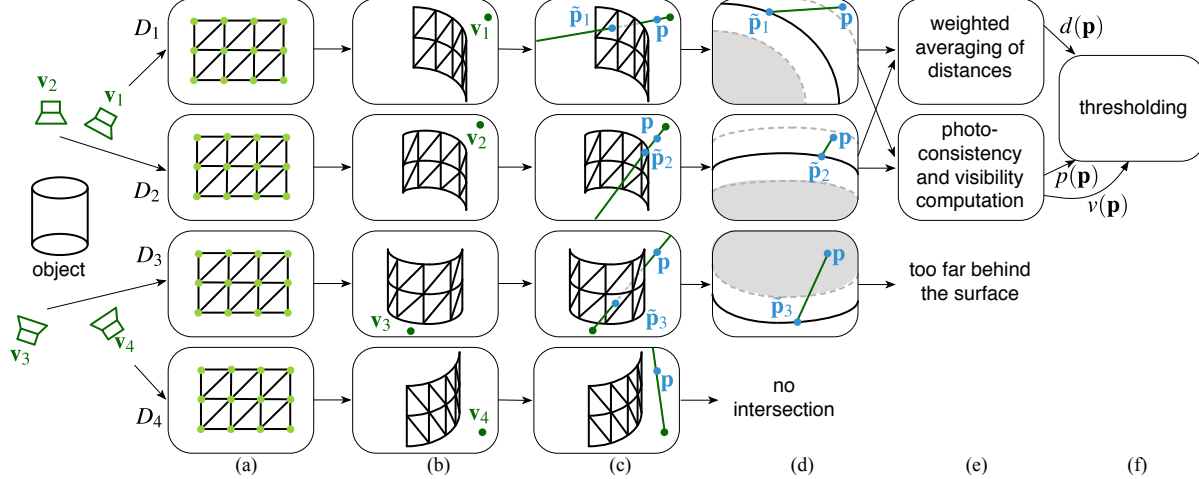 D₁
v₂
v₁
D₂
object
D₃
v₃
v₄
D₄
v₁
v₂
v₃
v₄
p̃₁
p
p
p̃₂
p
p̃₃
p
p̃₁
p
p
p̃₂
p
p̃₃
no
intersection
weighted
averaging of
distances
photo-
consistency
and visibility
computation
too far behind
the surface
d(p)
p(p)
v(p)
thresholding
(a)
(b)
(c)
(d)
(e)
(f)